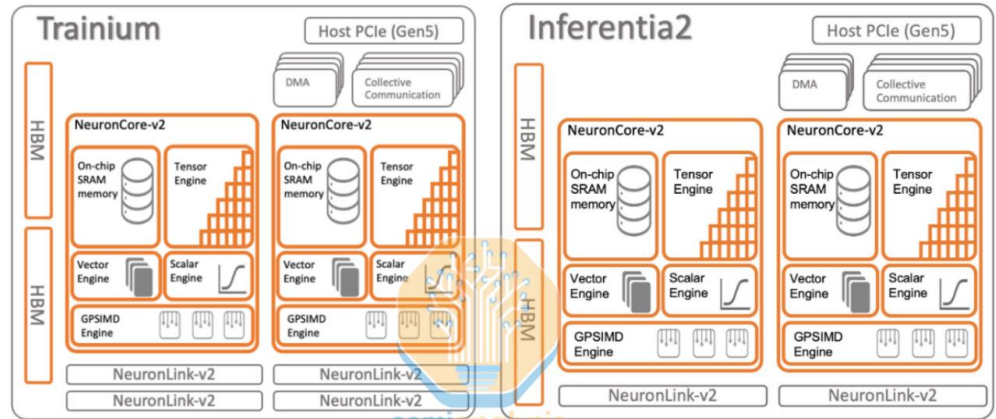 Trainium
Host PCIe (Gen5)
DMA
Collective
Communication
HBM
HBM
NeuronCore-v2
On-chip
SRAM
memory
Tensor
Engine
Vector
Engine
Scalar
Engine
GPSIMD
Engine
NeuronCore-v2
On-chip
SRAM
memory
Tensor
Engine
Vector
Engine
Scalar
Engine
GPSIMD
Engine
NeuronLink-v2
NeuronLink-v2
NeuronLink-v2
NeuronLink-v2
Inferentia2
Host PCIe (Gen5)
DMA
Collective
Communication
HBM
HBM
NeuronCore-v2
On-chip
SRAM
memory
Tensor
Engine
Vector
Engine
Scalar
Engine
GPSIMD
Engine
NeuronCore-v2
On-chip
SRAM
memory
Tensor
Engine
Vector
Engine
Scalar
Engine
GPSIMD
Engine
NeuronLink-v2
NeuronLink-v2